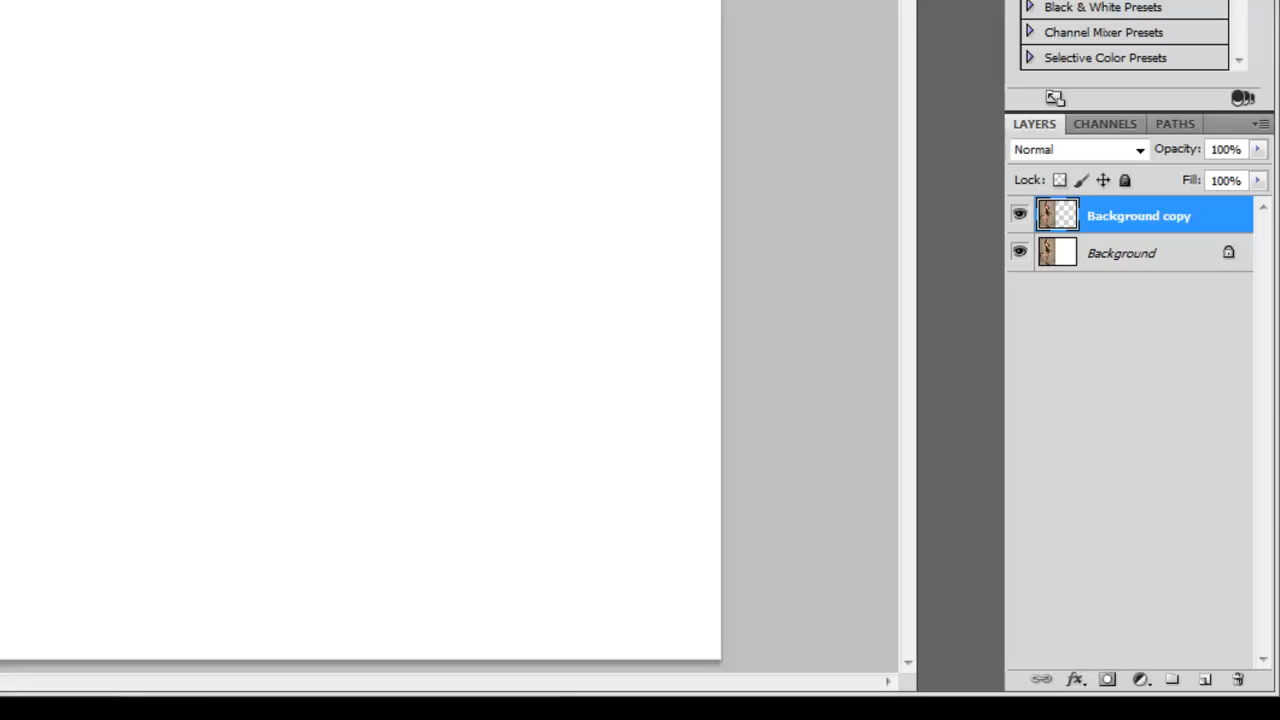 Black & White Presets
Channel Mixer Presets
Selective Color Presets
LAYERS CHANNELS PATHS
Normal Opacity: 100%
Lock: Fill: 100%
Background copy
Background
fx.